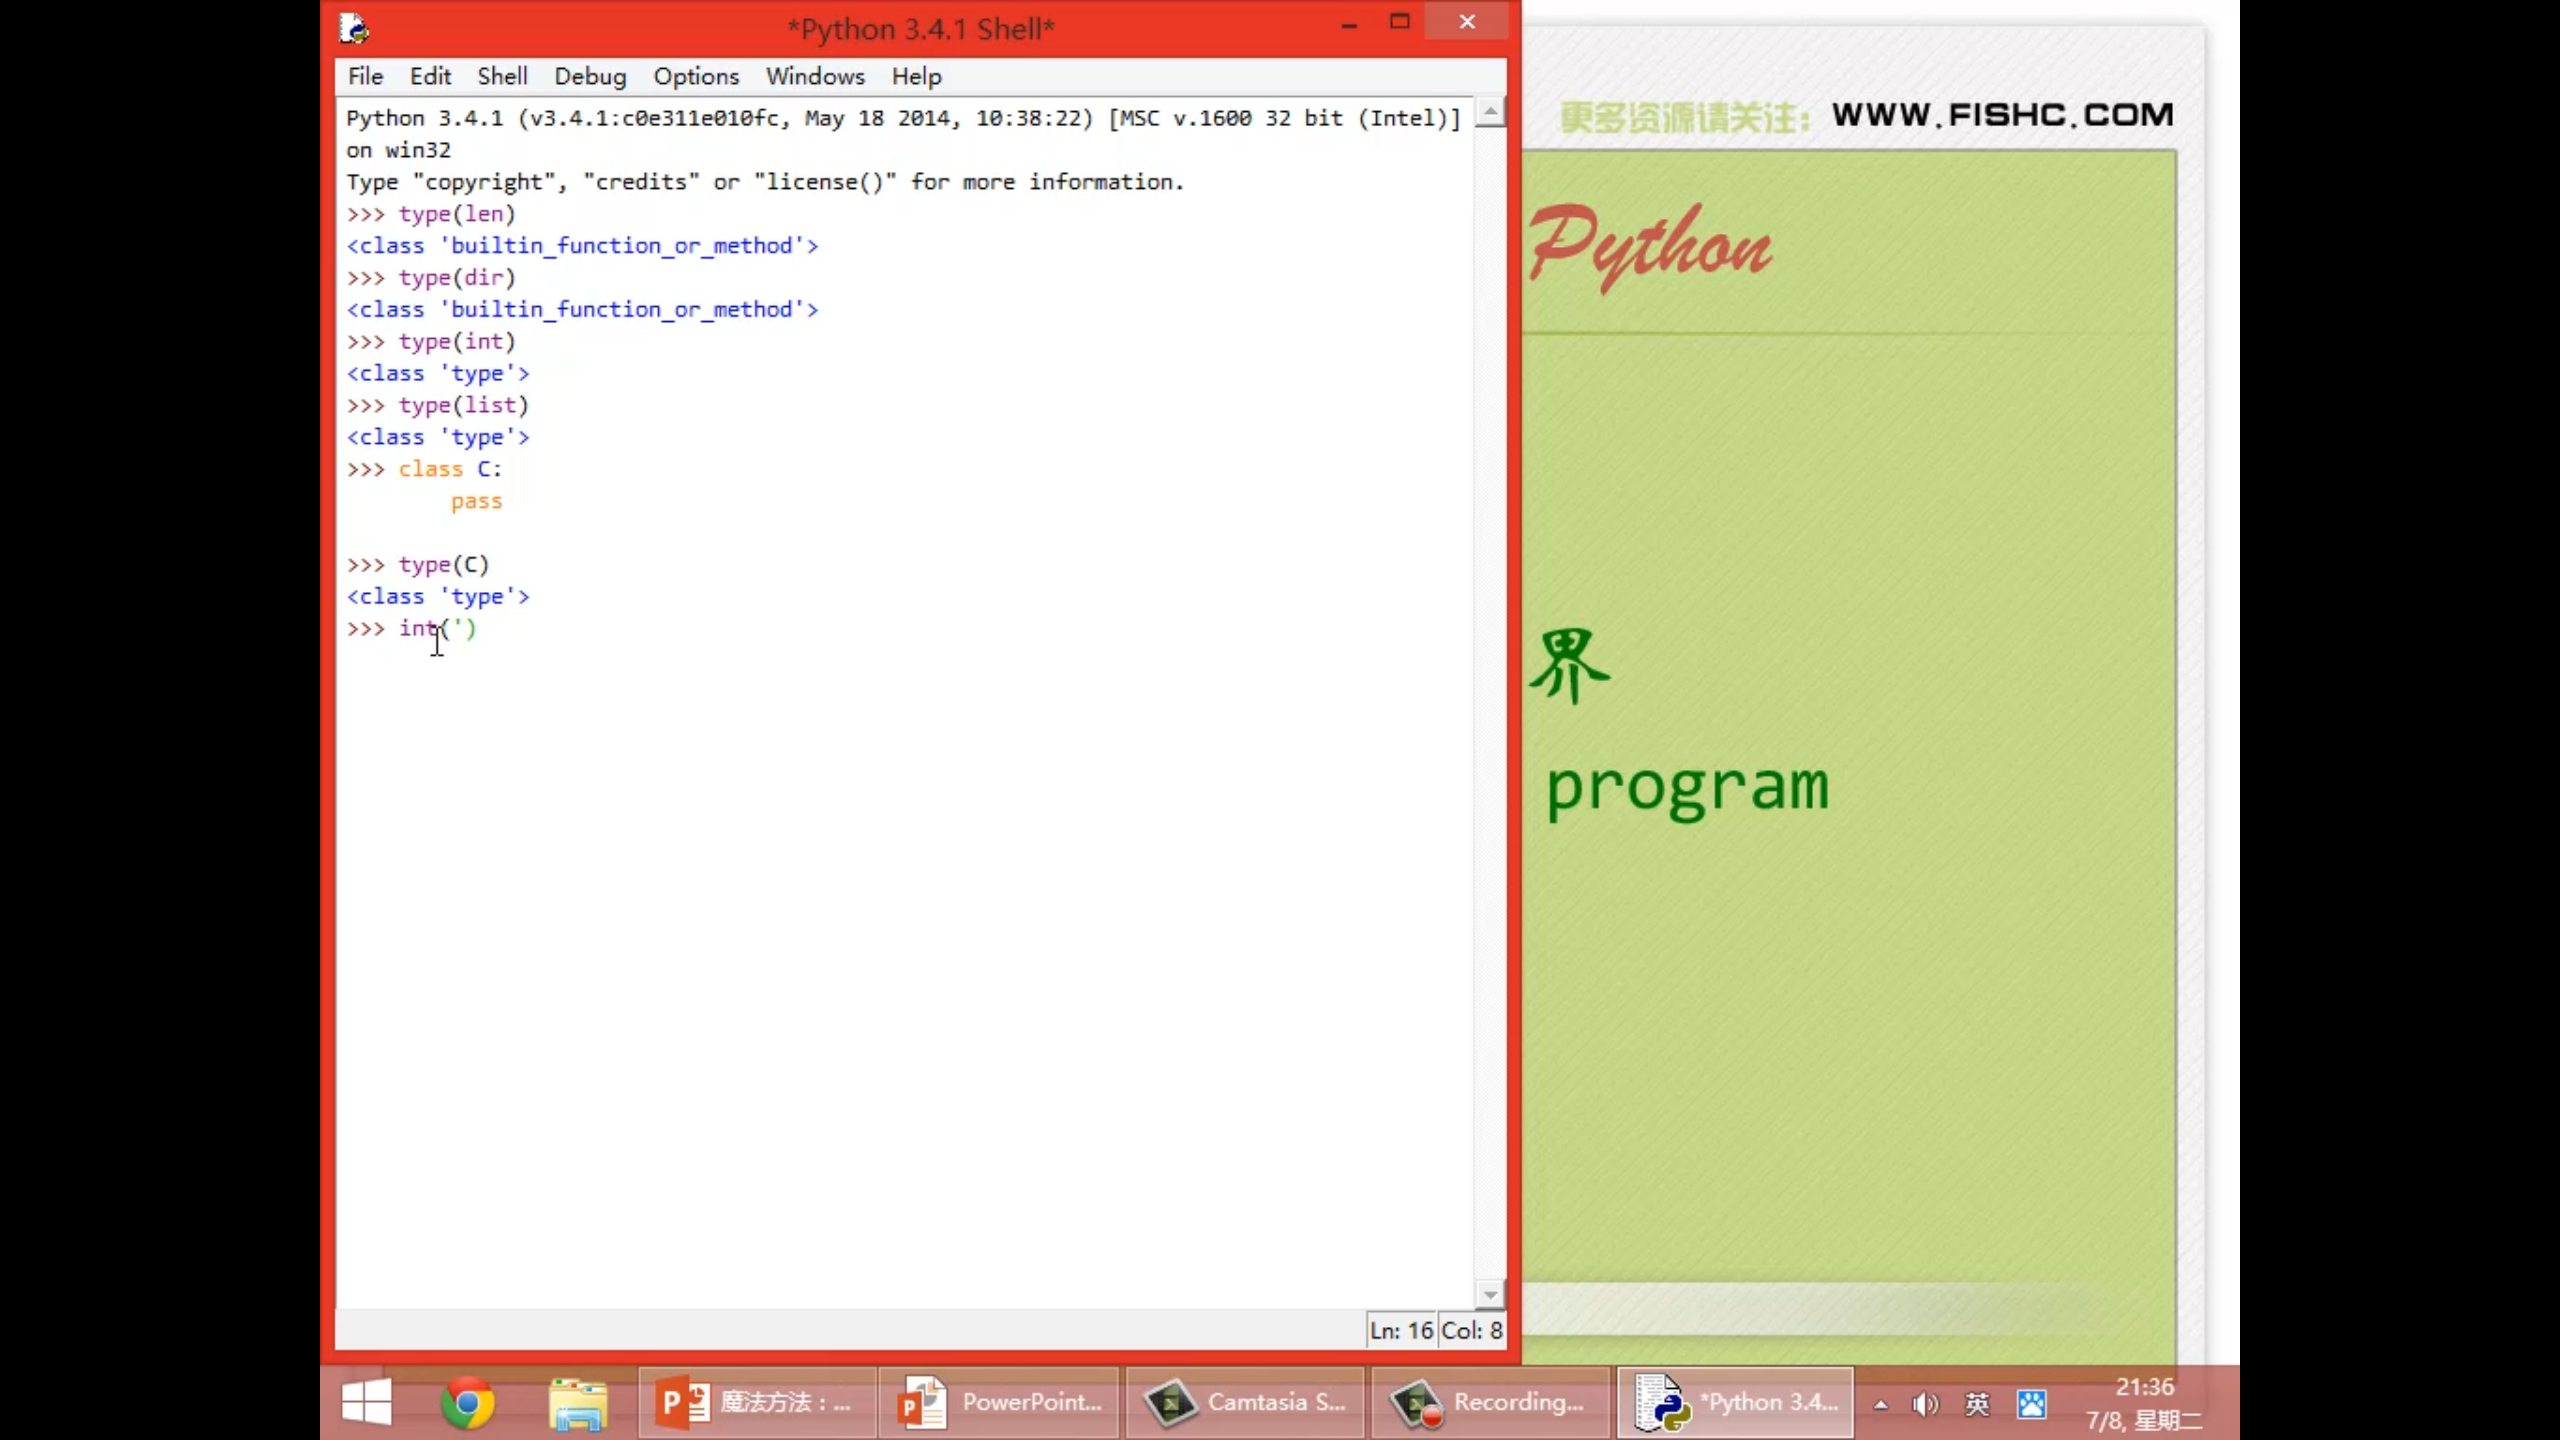 *Python 3.4.1 Shell*
File Edit Shell Debug Options Windows Help
Python 3.4.1 (v3.4.1:c0e311e010fc, May 18 2014, 10:38:22) [MSC v.1600 32 bit (Intel)]
on win32
Type "copyright", "credits" or "license()" for more information.
>>> type(len)
<class 'builtin_function_or_method'>
>>> type(dir)
<class 'builtin_function_or_method'>
>>> type(int)
<class 'type'>
>>> type(list)
<class 'type'>
>>> class C:
pass
>>> type(C)
<class 'type'>
>>> int(')
Ln: 16 Col: 8
更多资源请关注: WWW.FISHC.COM
Python
界
program
魔法方法：... PowerPoint... Camtasia S... Recording... *Python 3.4... 英 21:36
7/8, 星期二